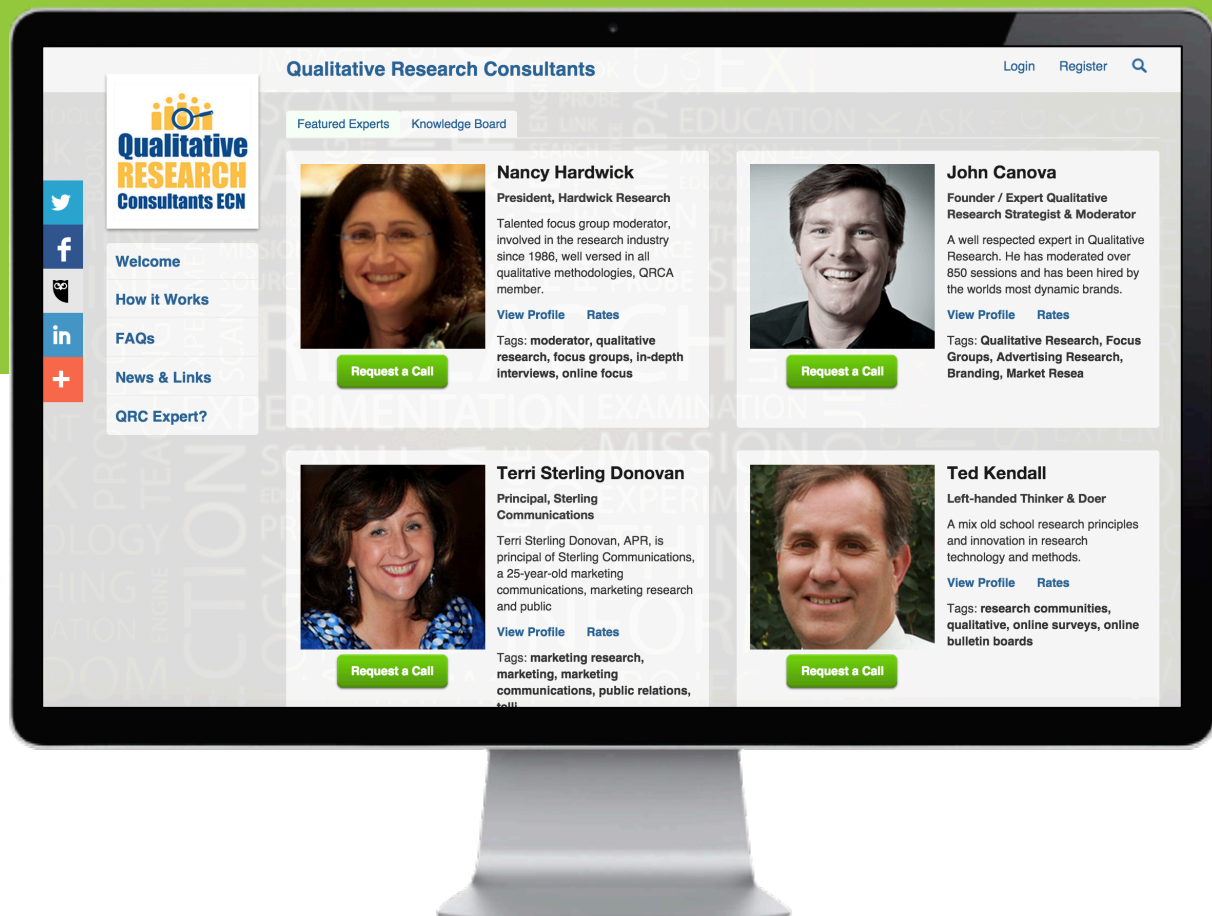 Qualitative Research Consultants
Login Register
Qualitative
RESEARCH
Consultants ECN
Featured Experts Knowledge Board
Welcome
How it Works
FAQs
News & Links
QRC Expert?
Nancy Hardwick
President, Hardwick Research
Talented focus group moderator,
involved in the research industry
since 1986, well versed in all
qualitative methodologies, QRCA
member.
View Profile Rates
Tags: moderator, qualitative
research, focus groups, in-depth
interviews, online focus
Request a Call
John Canova
Founder / Expert Qualitative
Research Strategist & Moderator
A well respected expert in Qualitative
Research. He has moderated over
850 sessions and has been hired by
the worlds most dynamic brands.
View Profile Rates
Tags: Qualitative Research, Focus
Groups, Advertising Research,
Branding, Market Resea
Request a Call
Terri Sterling Donovan
Principal, Sterling
Communications
Terri Sterling Donovan, APR, is
principal of Sterling Communications,
a 25-year-old marketing
communications, marketing research
and public
View Profile Rates
Tags: marketing research,
marketing, marketing
communications, public relations,
Request a Call
Ted Kendall
Left-handed Thinker & Doer
A mix old school research principles
and innovation in research
technology and methods.
View Profile Rates
Tags: research communities,
qualitative, online surveys, online
bulletin boards
Request a Call